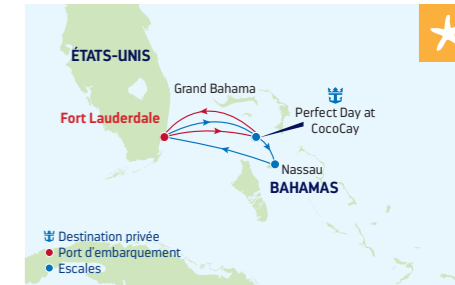 ÉTATS-UNIS
Grand Bahama
Fort Lauderdale
Perfect Day at
CocoCay
Nassau
BAHAMAS
Destination privée
Port d'embarquement
Escales